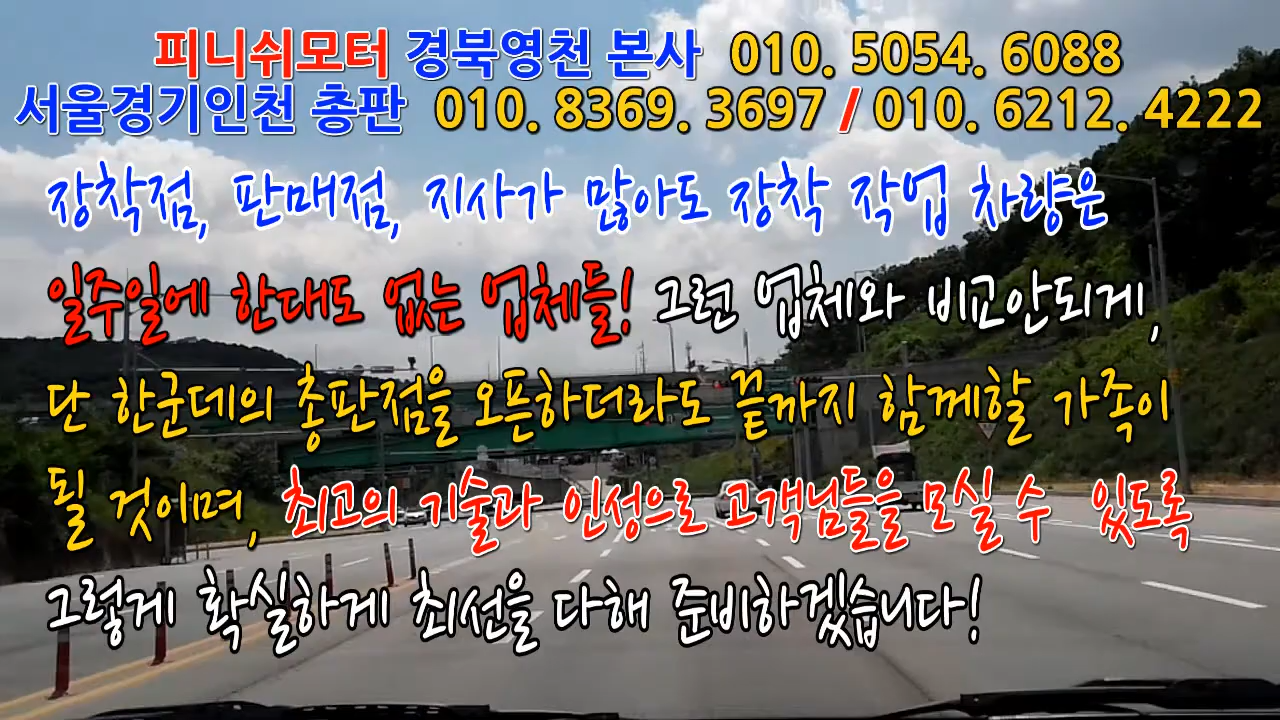 피니쉬모터 경북영천 본사 010. 5054. 6088
서울경기인천 총판 010. 8369. 3697 / 010. 6212. 4222
장착점, 판매점, 지사가 많아도 장착 작업 차량은
일주일에 한대도 없는 업체들! 그런 업체와 비교안되게,
단 한군데의 총판점을 오픈하더라도 끝까지 함께할 가족이
될 것이며, 최고의 기술과 인성으로 고객님들을 모실 수 있도록
그렇게 확실하게 최선을 다해 준비하겠습니다!